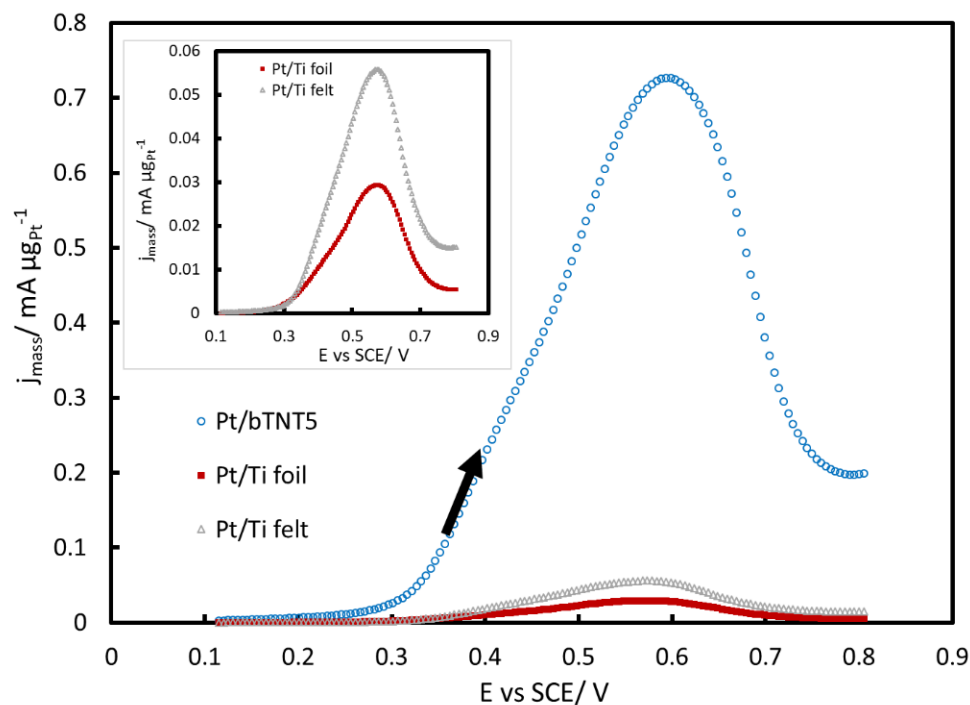 0.8
0.7
0.6
0.5
0.4
0.3
0.2
0.1
0
j_mass/ mA µg_Pt^-1
0 0.1 0.2 0.3 0.4 0.5 0.6 0.7 0.8 0.9
E vs SCE/ V
0.06
0.05
0.04
0.03
0.02
0.01
0
j_mass/ mA µg_Pt^-1
0.1 0.3 0.5 0.7 0.9
E vs SCE/ V
Pt/Ti foil
Pt/Ti felt
Pt/bTNT5
Pt/Ti foil
Pt/Ti felt